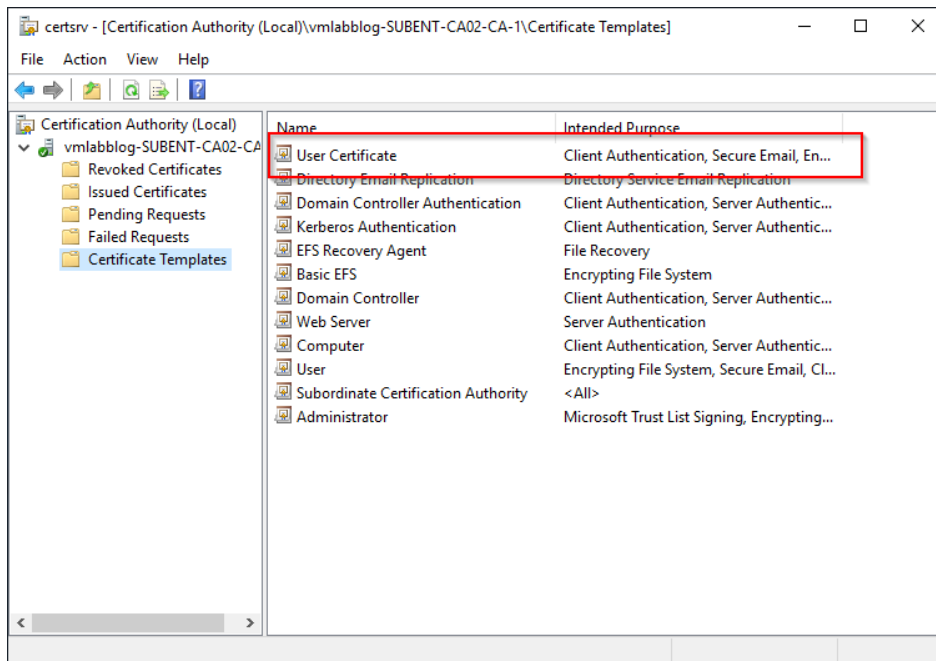 certsrv - [Certification Authority (Local)\vmlabblog-SUBENT-CA02-CA-1\Certificate Templates]
File Action View Help
Certification Authority (Local)
vmlabblog-SUBENT-CA02-CA
Revoked Certificates
Issued Certificates
Pending Requests
Failed Requests
Certificate Templates
Name Intended Purpose
User Certificate Client Authentication, Secure Email, En...
Directory Email Replication Directory Service Email Replication
Domain Controller Authentication Client Authentication, Server Authentic...
Kerberos Authentication Client Authentication, Server Authentic...
EFS Recovery Agent File Recovery
Basic EFS Encrypting File System
Domain Controller Client Authentication, Server Authentic...
Web Server Server Authentication
Computer Client Authentication, Server Authentic...
User Encrypting File System, Secure Email, Cl...
Subordinate Certification Authority <All>
Administrator Microsoft Trust List Signing, Encrypting...